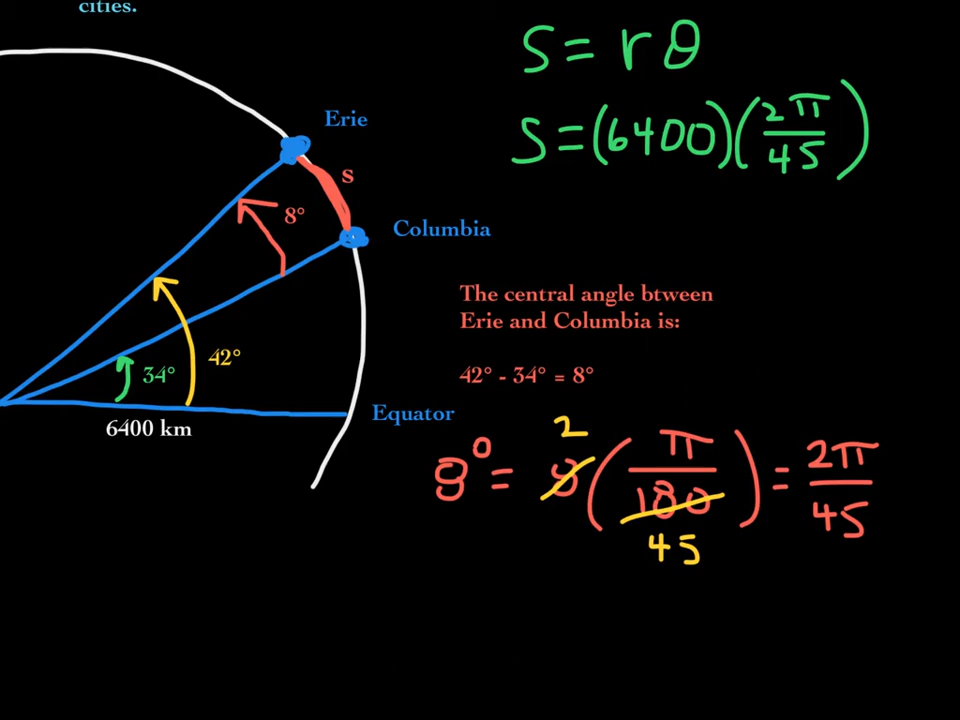 cities.
S = rθ
S = (6400)(2π/45)
Erie
s
8°
Columbia
The central angle btween
Erie and Columbia is:
42°
34°
42° - 34° = 8°
Equator
6400 km
2
8° = 8(π/180) = 2π/45
45